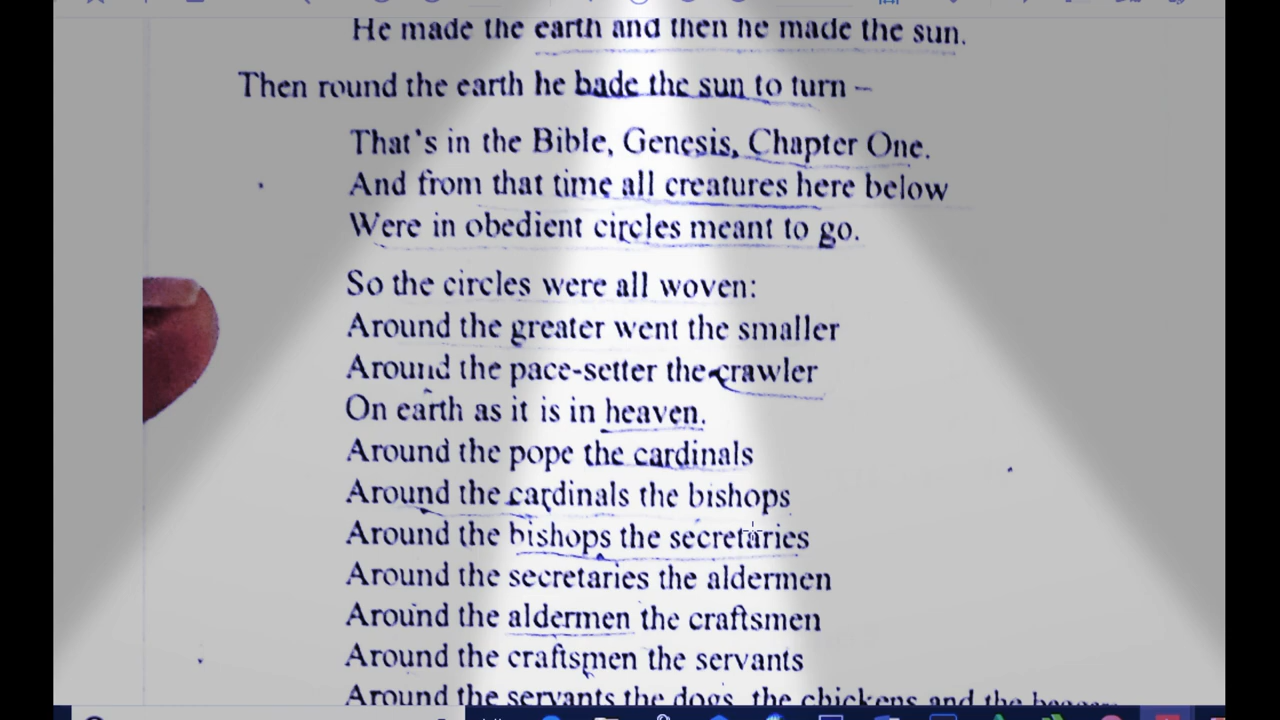 He made the earth and then he made the sun.
Then round the earth he bade the sun to turn –
That's in the Bible, Genesis, Chapter One.
And from that time all creatures here below
Were in obedient circles meant to go.
So the circles were all woven:
Around the greater went the smaller
Around the pace-setter the crawler
On earth as it is in heaven.
Around the pope the cardinals
Around the cardinals the bishops
Around the bishops the secretaries
Around the secretaries the aldermen
Around the aldermen the craftsmen
Around the craftsmen the servants
Around the servants the dogs, the chickens and the